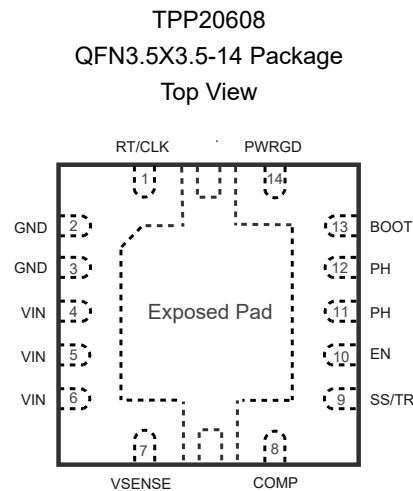 TPP20608
QFN3.5X3.5-14 Package
Top View
RT/CLK PWRGD
1 14
GND 2 13 BOOT
GND 3 12 PH
VIN 4 Exposed Pad 11 PH
VIN 5 10 EN
VIN 6 9 SS/TR
7 8
VSENSE COMP